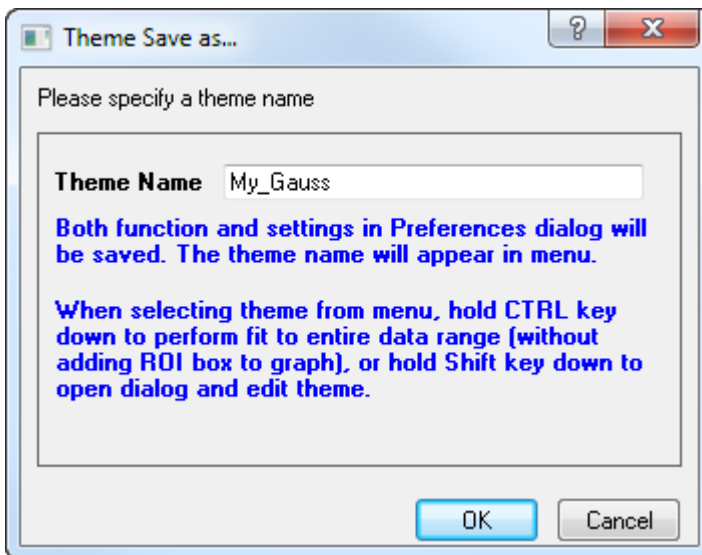 Theme Save as...
Please specify a theme name
Theme Name My_Gauss
Both function and settings in Preferences dialog will
be saved. The theme name will appear in menu.
When selecting theme from menu, hold CTRL key
down to perform fit to entire data range (without
adding ROI box to graph), or hold Shift key down to
open dialog and edit theme.
OK Cancel